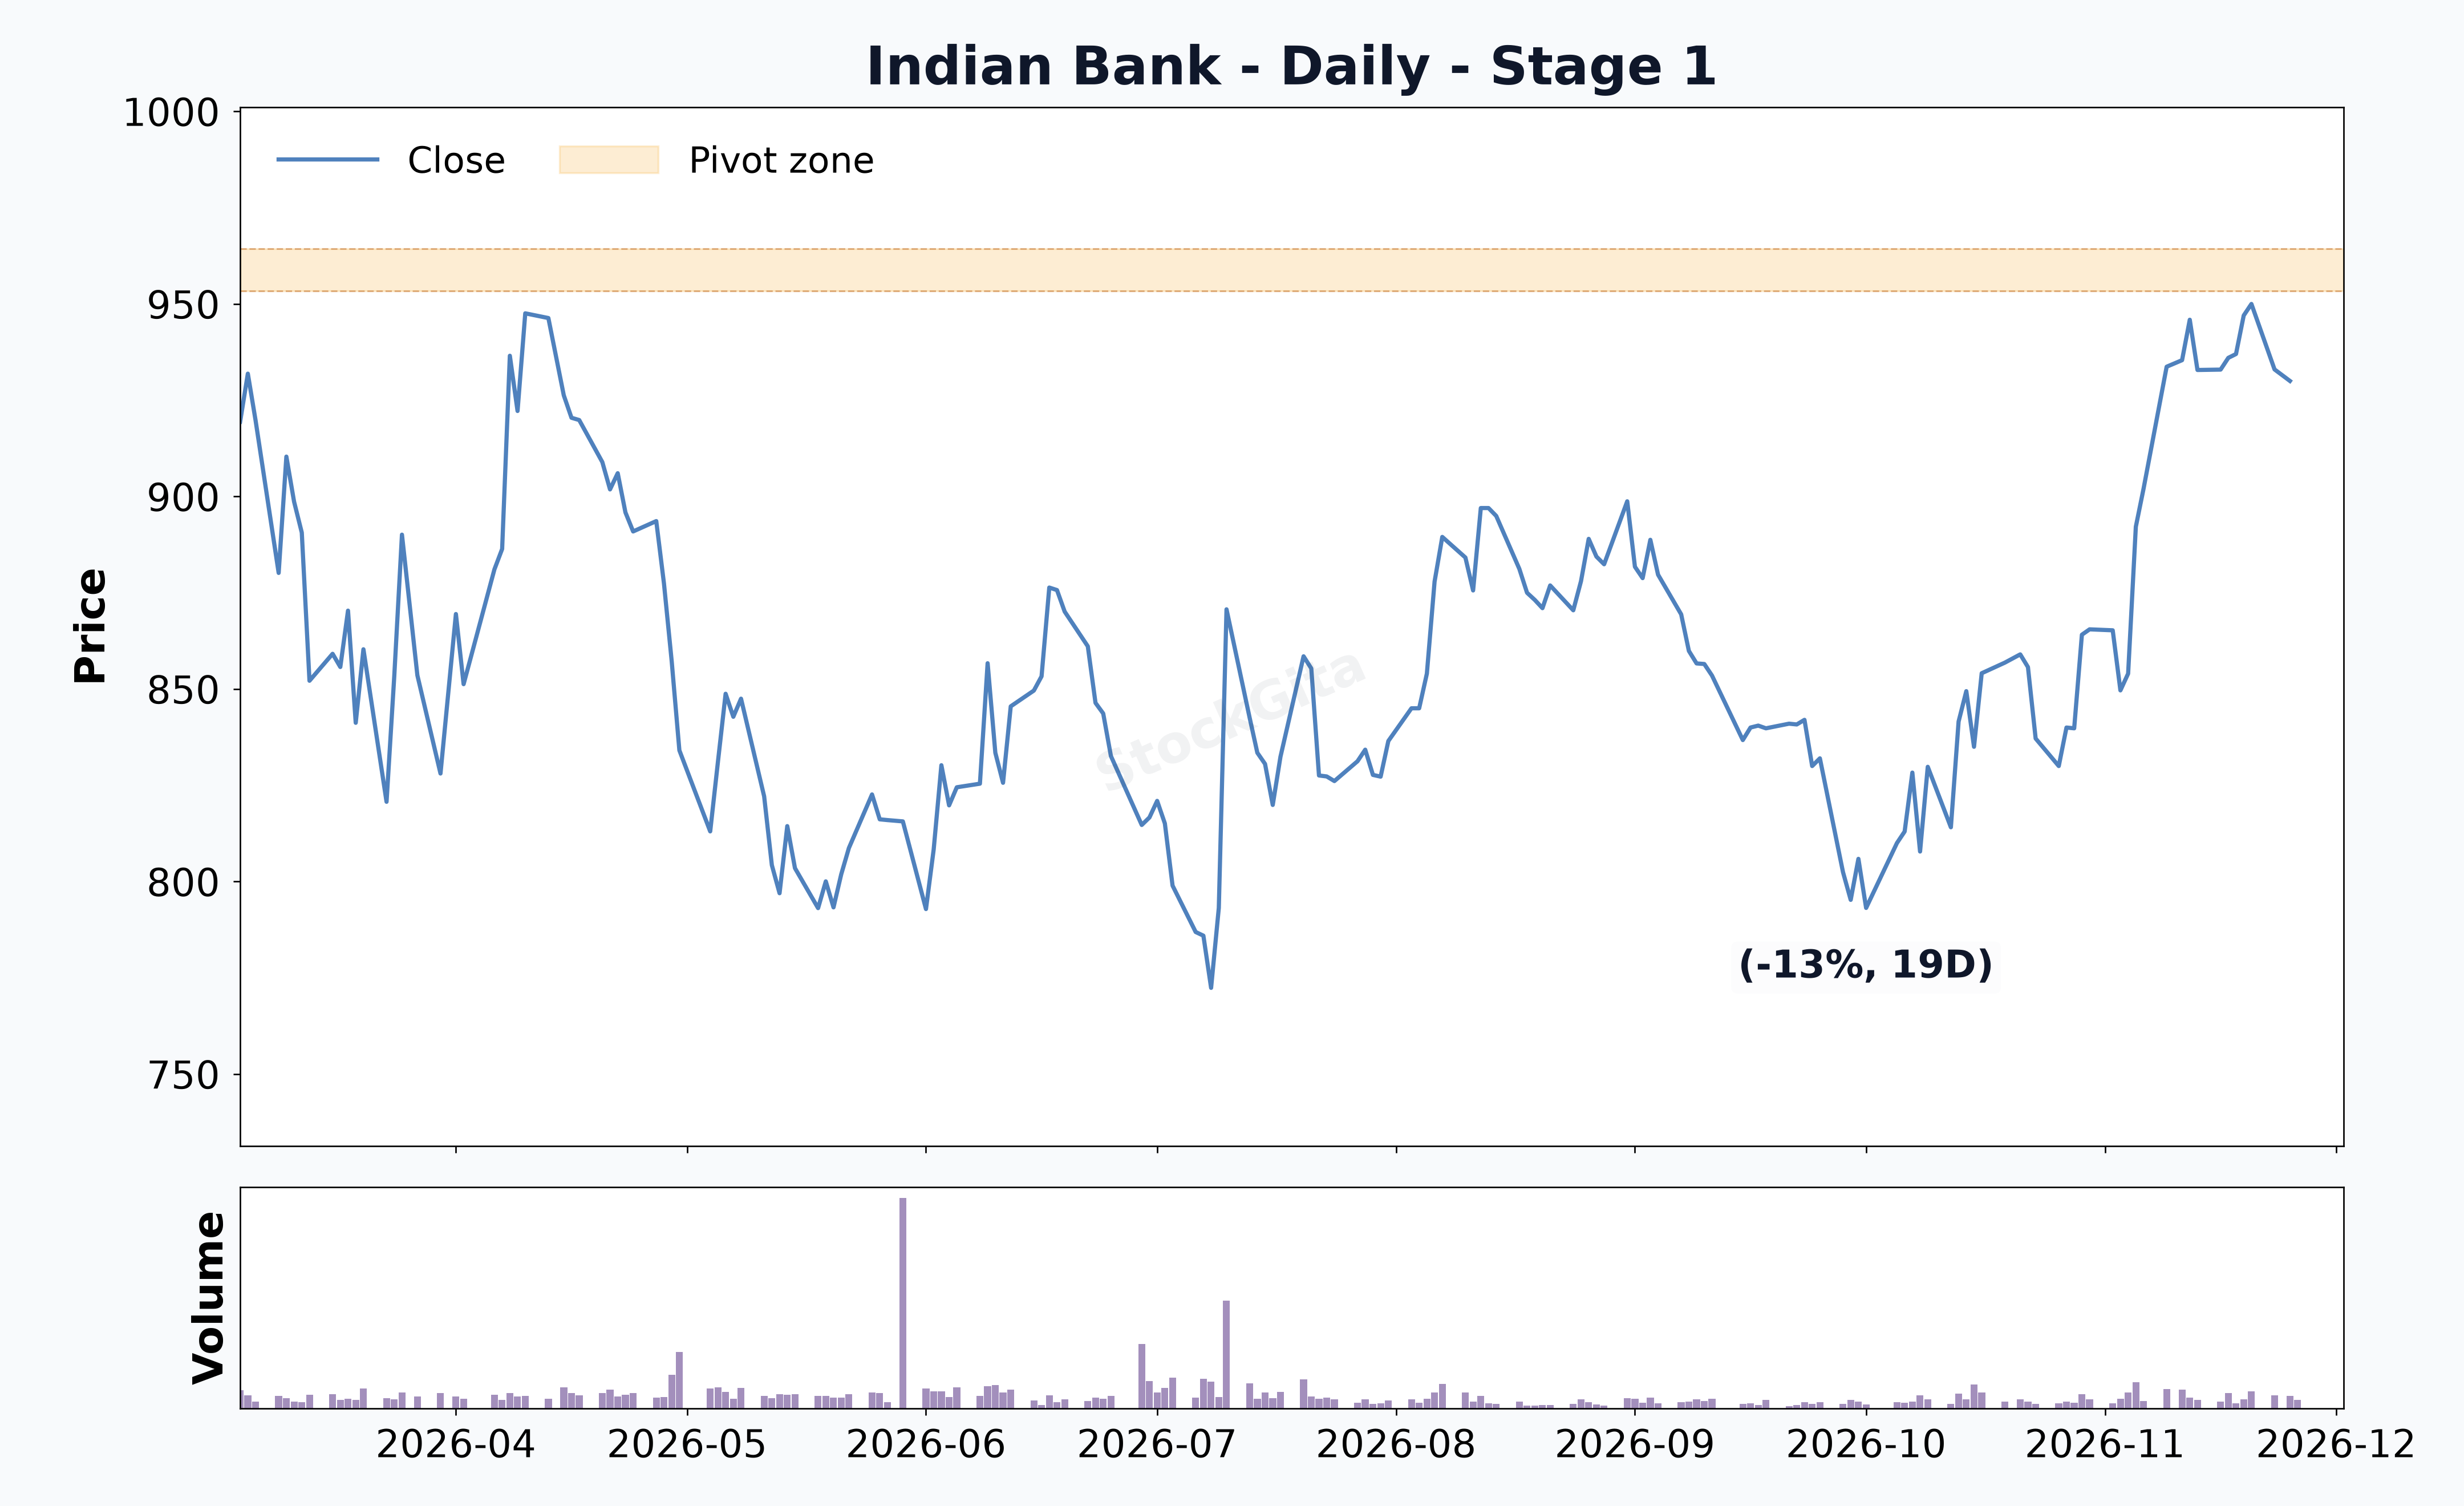 Indian Bank - Daily - Stage 1
Close
Pivot zone
1000
950
900
850
800
750
Price
StockGita
(-13%, 19D)
Volume
2026-04
2026-05
2026-06
2026-07
2026-08
2026-09
2026-10
2026-11
2026-12